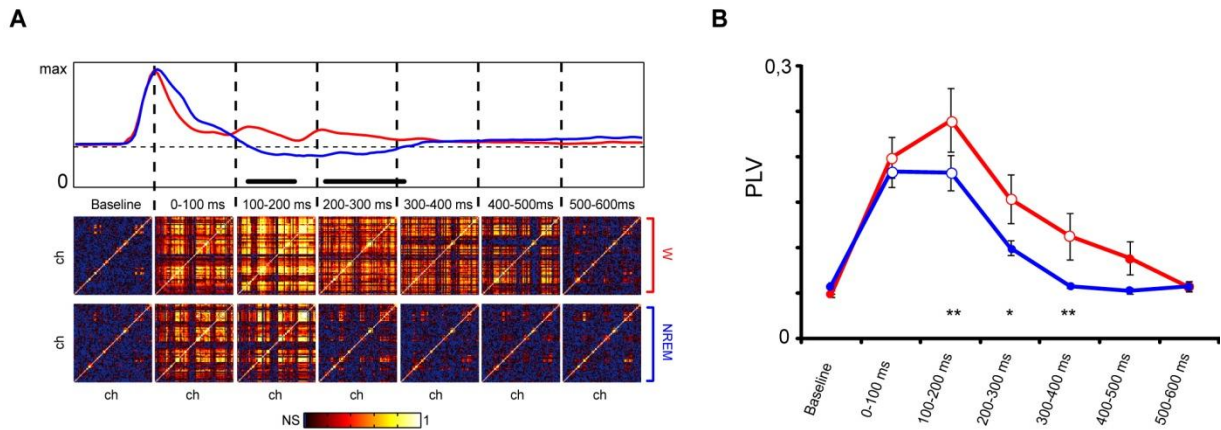 A
max
0
Baseline 0-100 ms 100-200 ms 200-300 ms 300-400 ms 400-500ms 500-600ms
ch
W
ch
NREM
ch ch ch ch ch ch ch
NS 1
B
0,3
PLV
0
** * **
Baseline
0-100 ms
100-200 ms
200-300 ms
300-400 ms
400-500 ms
500-600 ms